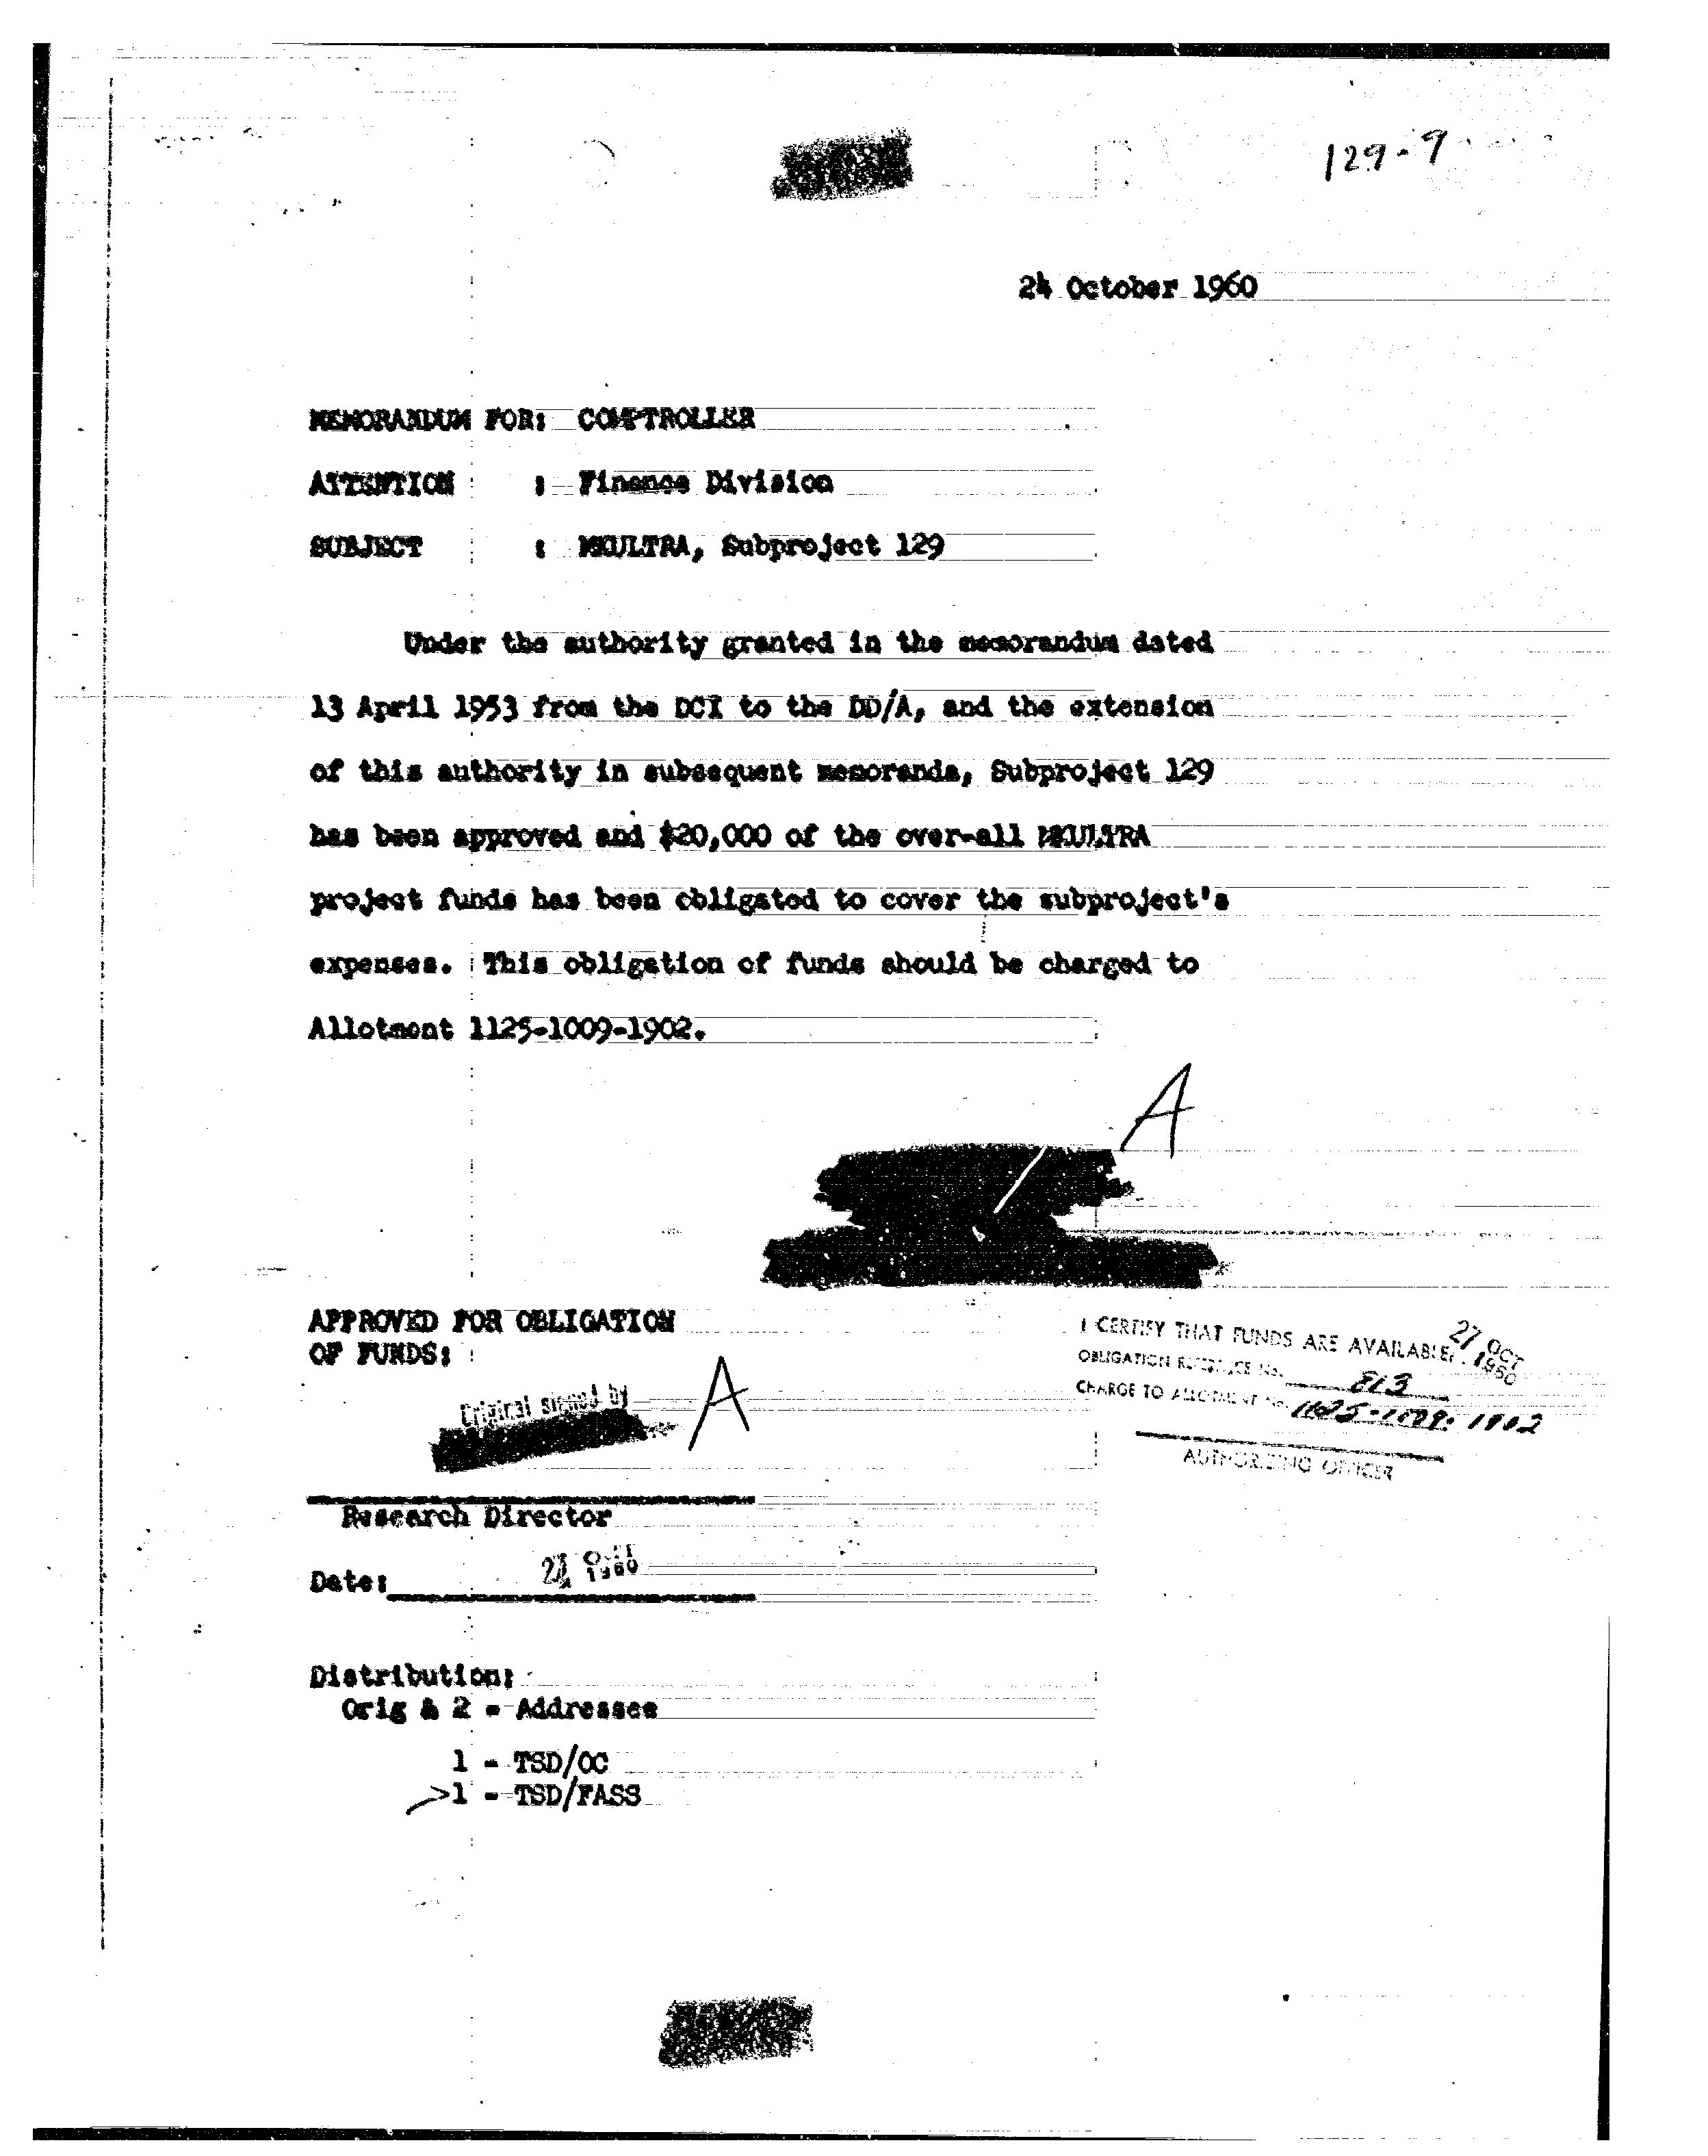 129-9
24 October 1960
MEMORANDUM FOR: COMPTROLLER
ATTENTION : Finance Division
SUBJECT : MKULTRA, Subproject 129
Under the authority granted in the memorandum dated
13 April 1953 from the DCI to the DD/A, and the extension
of this authority in subsequent memoranda, Subproject 129
has been approved and $20,000 of the over-all MKULTRA
project funds has been obligated to cover the subproject's
expenses. This obligation of funds should be charged to
Allotment 1125-1009-1902.
A
APPROVED FOR OBLIGATION
OF FUNDS:
Original signed by
A
I CERTIFY THAT FUNDS ARE AVAILABLE: 27 OCT 1960
OBLIGATION REFERENCE No. 813
CHARGE TO ALLOTMENT No. 1125-1009-1902
AUTHORIZING OFFICER
Research Director
Date: OCT 1960
Distribution:
Orig & 2 - Addressee
1 - TSD/OC
1 - TSD/FASS